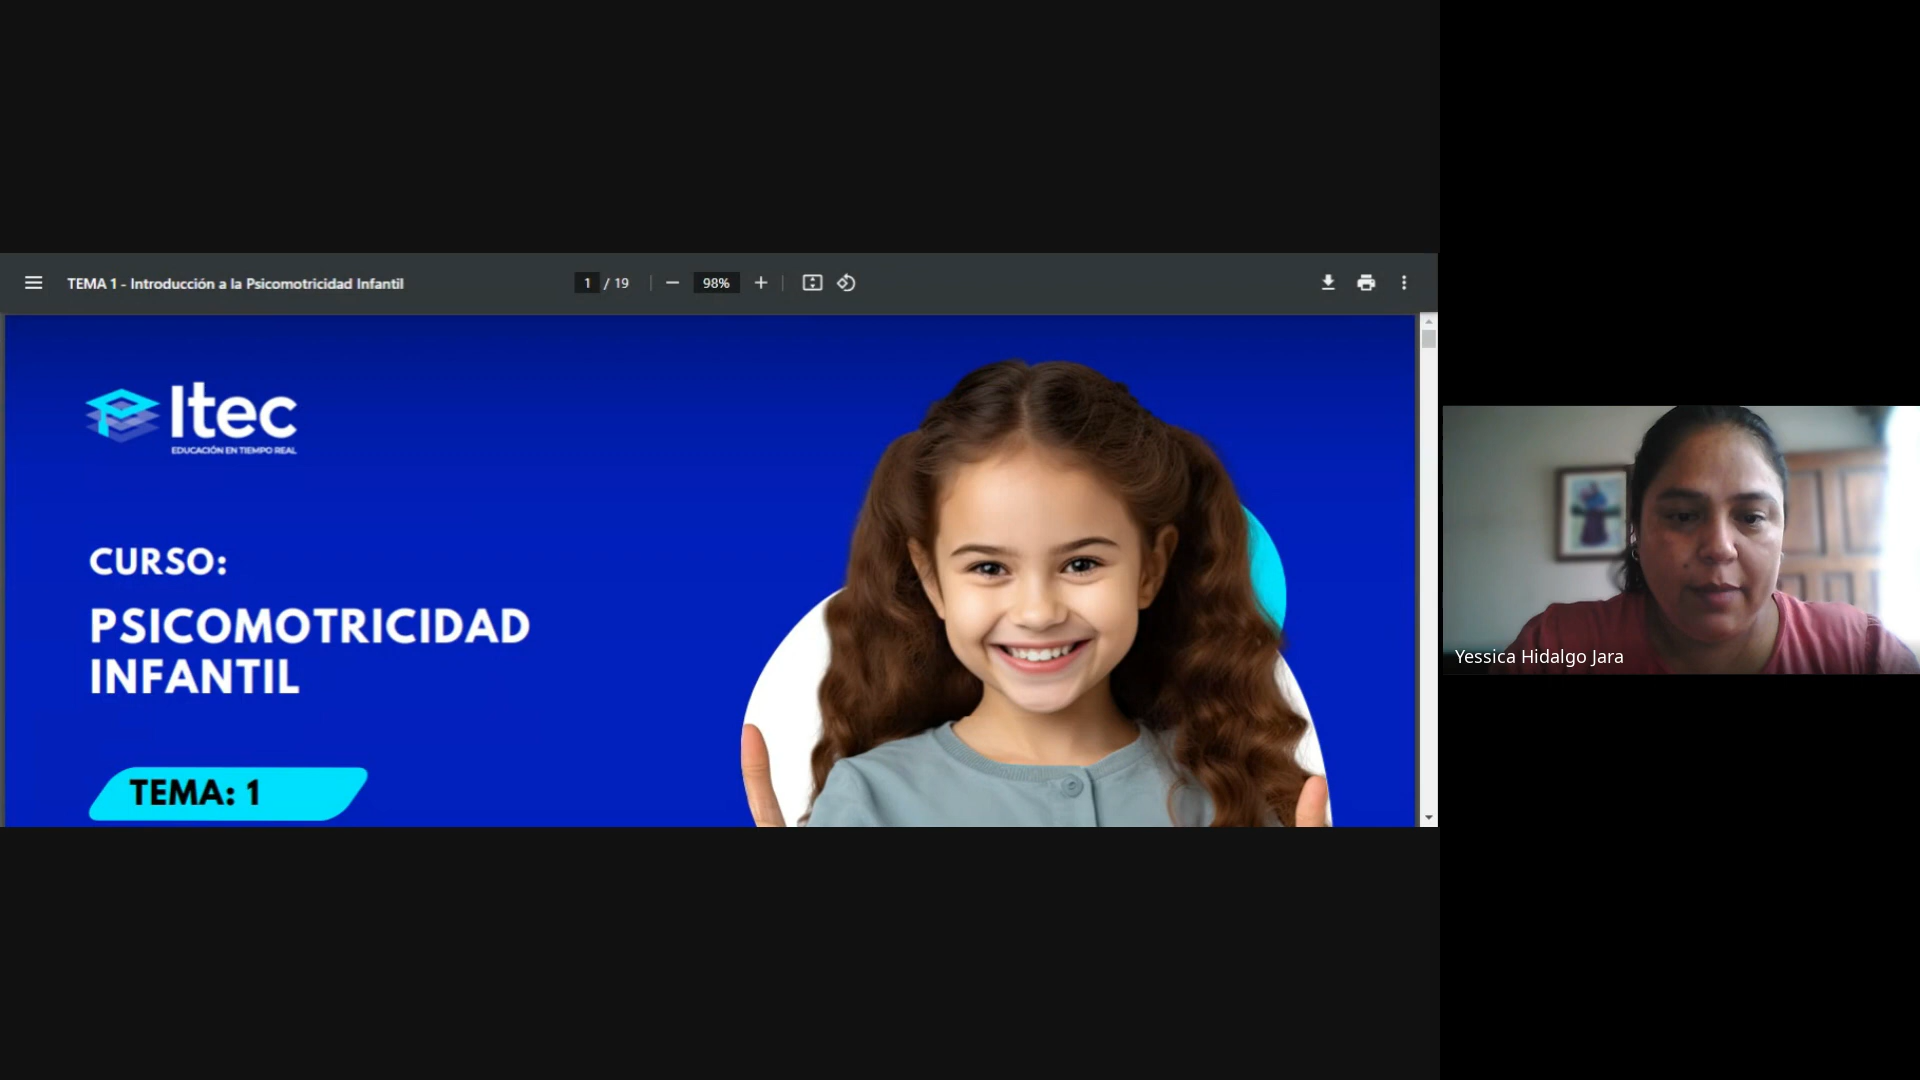 TEMA 1 - Introducción a la Psicomotricidad Infantil
1 / 19
98%
Itec
EDUCACIÓN EN TIEMPO REAL
CURSO:
PSICOMOTRICIDAD
INFANTIL
TEMA: 1
Yessica Hidalgo Jara